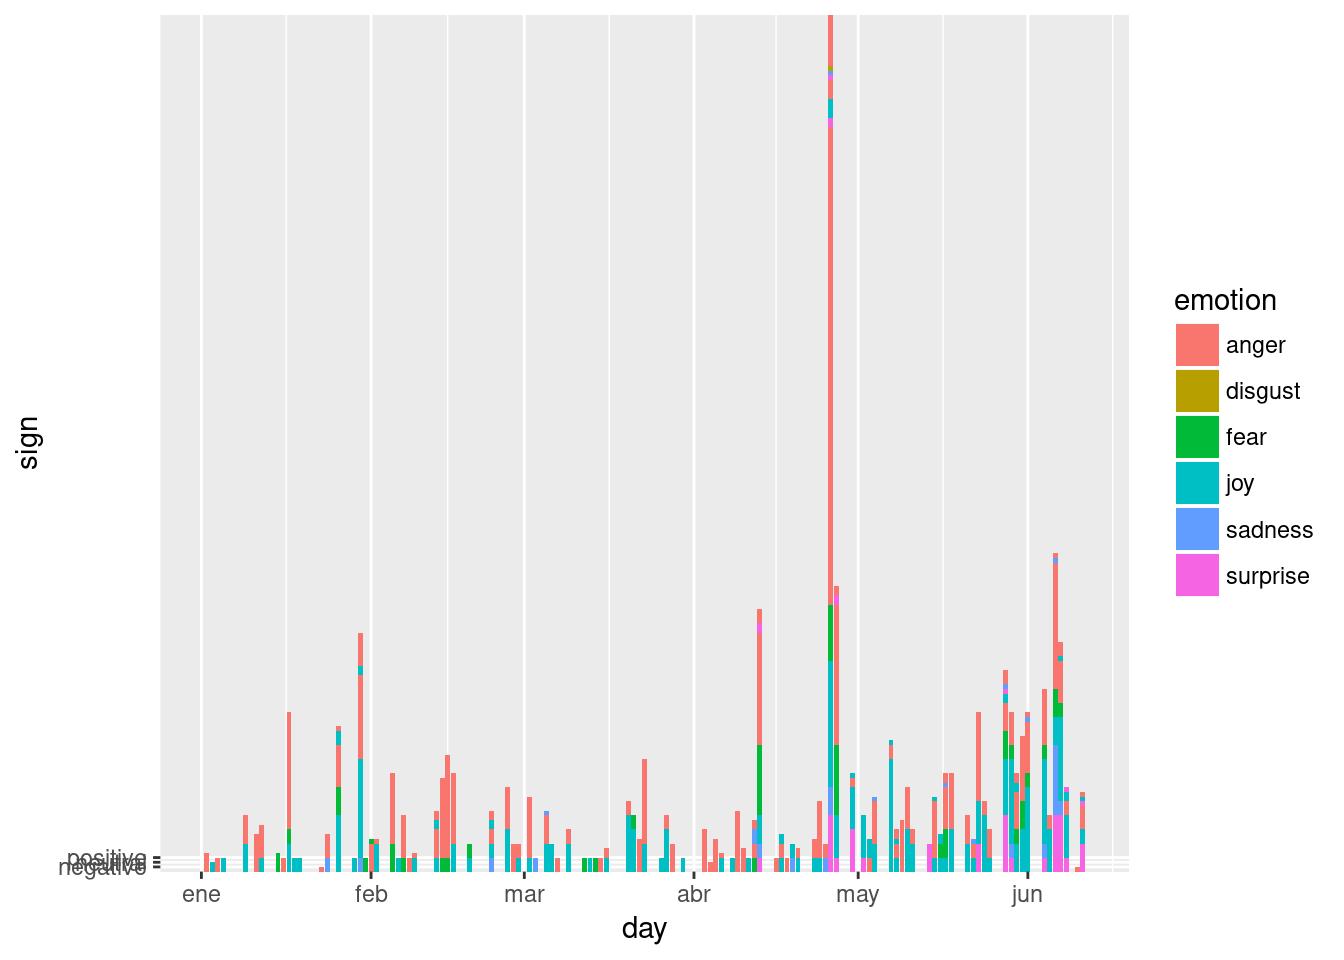 emotion
anger
disgust
fear
joy
sadness
surprise
sign
positive
negative
ene feb mar abr may jun
day